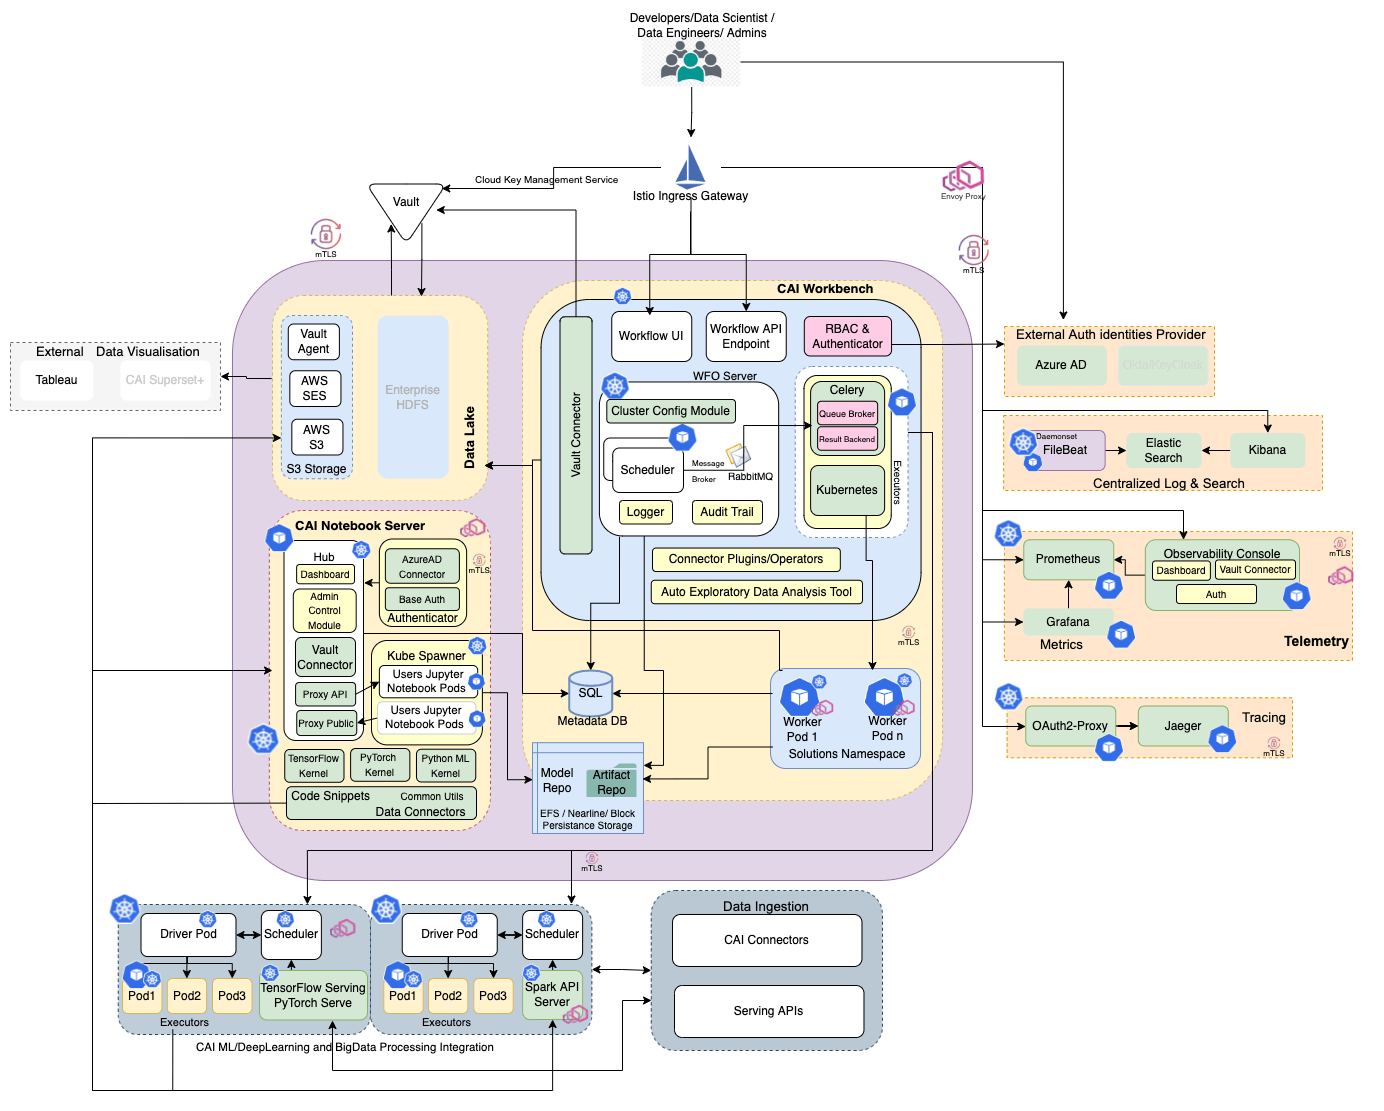 Developers/Data Scientist /
Data Engineers/ Admins
Cloud Key Management Service
Istio Ingress Gateway
Envoy Proxy
Vault
mTLS
mTLS
CAI Workbench
Workflow UI
Workflow API
Endpoint
RBAC &
Authenticator
External Auth identities Provider
Azure AD
Okta/KeyCloak
External Data Visualisation
Tableau
CAI Superset+
Vault
Agent
AWS
SES
AWS
S3
S3 Storage
Enterprise
HDFS
Data Lake
Vault Connector
WFO Server
Cluster Config Module
Scheduler
Message
Broker
RabbitMQ
Logger
Audit Trail
Celery
Queue Broker
Result Backend
Kubernetes
Executors
Connector Plugins/Operators
Auto Exploratory Data Analysis Tool
Daemonset
FileBeat
Elastic
Search
Kibana
Centralized Log & Search
CAI Notebook Server
Hub
Dashboard
Admin
Control
Module
Vault
Connector
Proxy API
Proxy Public
AzureAD
Connector
Base Auth
Authenticator
mTLS
Kube Spawner
Users Jupyter
Notebook Pods
Users Jupyter
Notebook Pods
TensorFlow
Kernel
PyTorch
Kernel
Python ML
Kernel
Code Snippets
Common Utils
Data Connectors
Prometheus
Observability Console
Dashboard
Vault Connector
Auth
mTLS
Grafana
Metrics
Telemetry
mTLS
SQL
Metadata DB
Worker
Pod 1
Worker
Pod n
Solutions Namespace
OAuth2-Proxy
Jaeger
Tracing
mTLS
Model
Repo
Artifact
Repo
EFS / Nearline/ Block
Persistance Storage
mTLS
Driver Pod
Scheduler
Pod1
Pod2
Pod3
TensorFlow Serving
PyTorch Serve
Executors
Driver Pod
Scheduler
Pod1
Pod2
Pod3
Spark API
Server
Executors
CAI ML/DeepLearning and BigData Processing Integration
Data Ingestion
CAI Connectors
Serving APIs